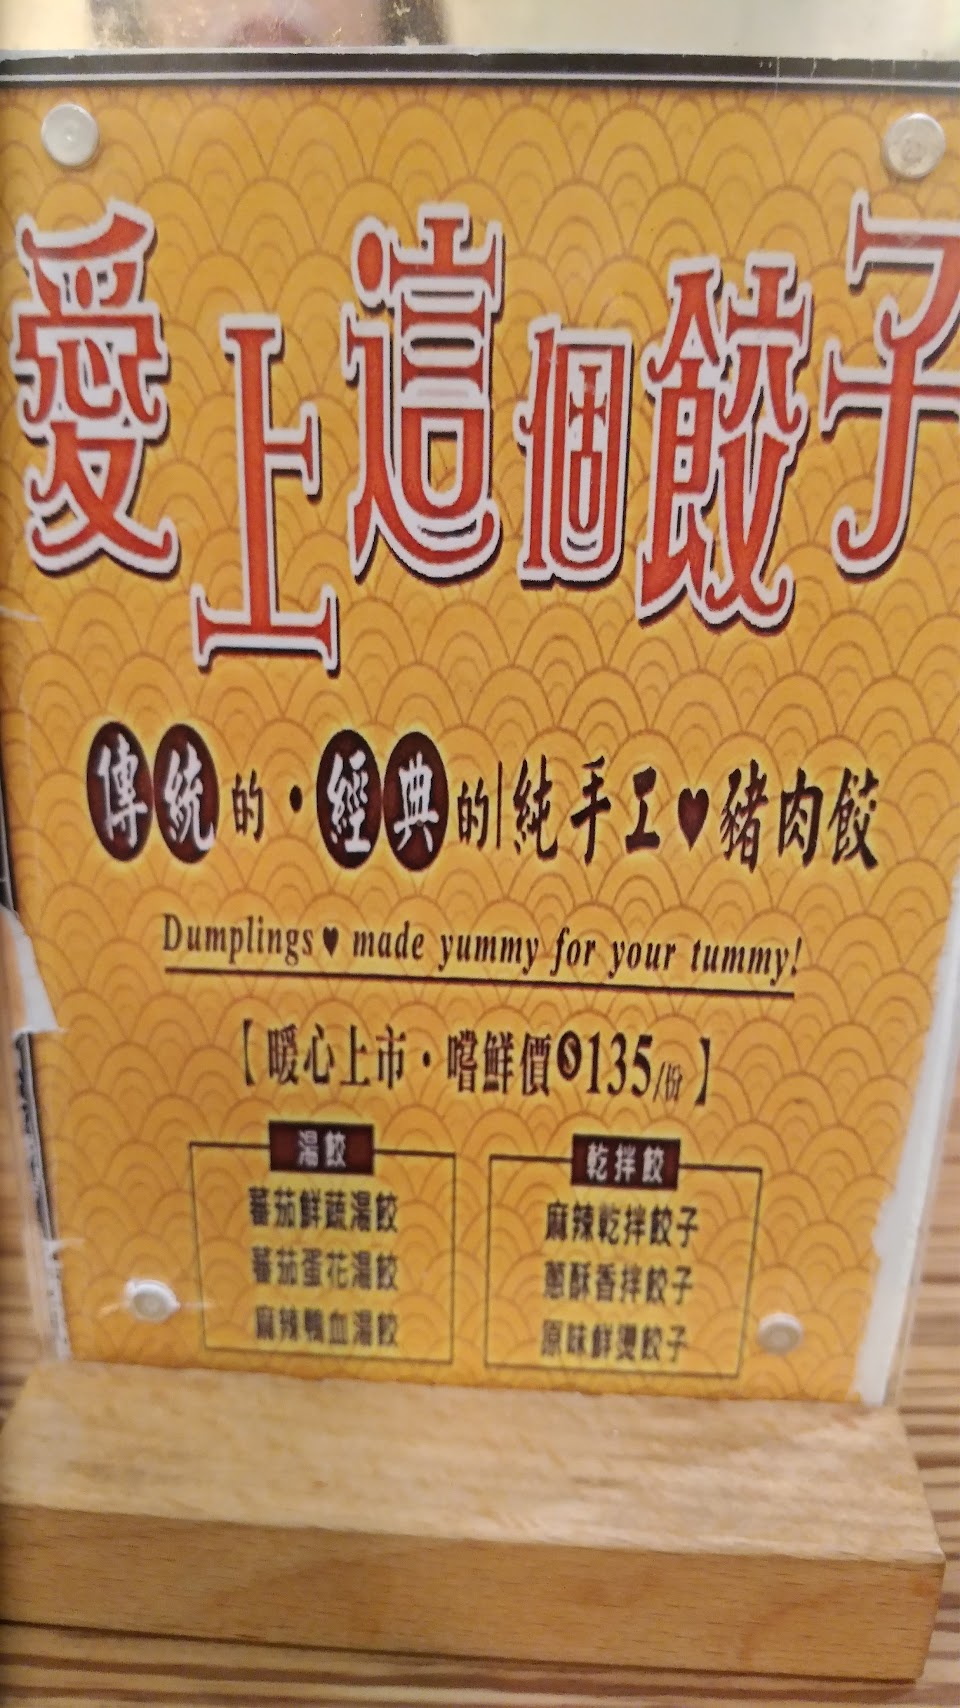 愛上這個餃子
傳統的・經典的|純手工♥豬肉餃
Dumplings♥ made yummy for your tummy!
【暖心上市・嚐鮮價$135/份】
湯餃
蕃茄鮮蔬湯餃
蕃茄蛋花湯餃
麻辣鴨血湯餃
乾拌餃
麻辣乾拌餃子
蔥酥香拌餃子
原味鮮燙餃子